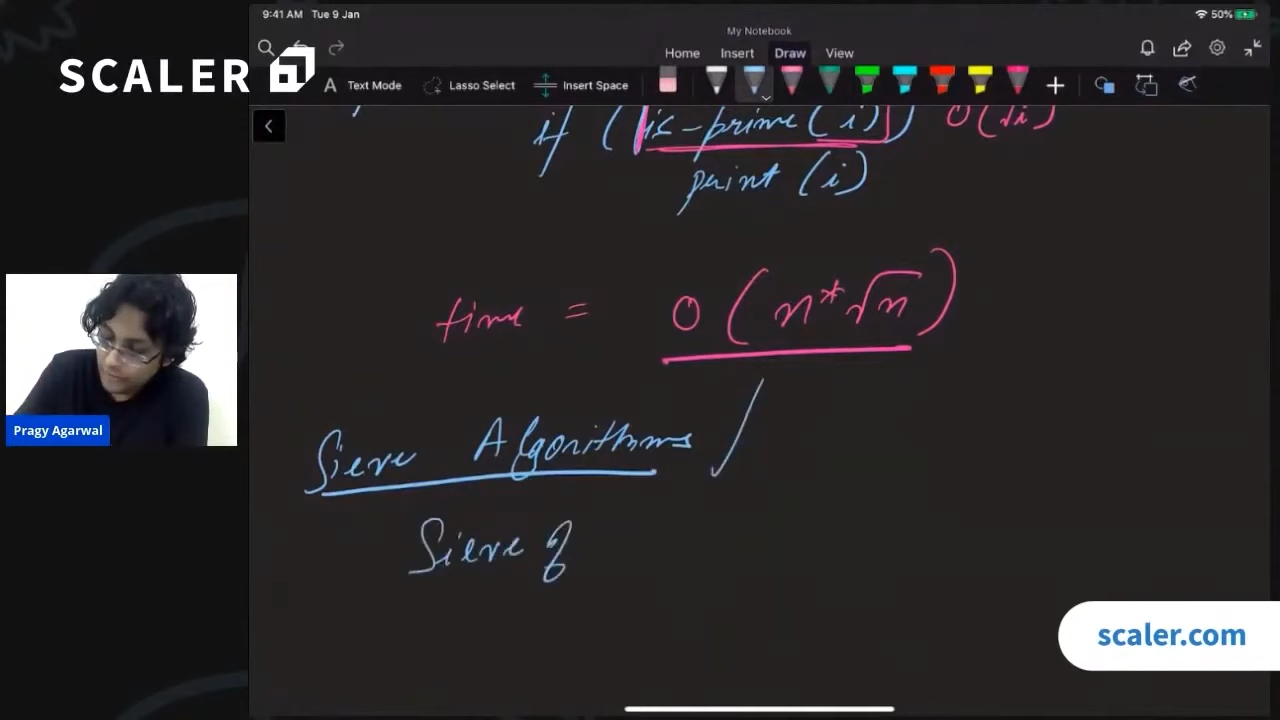 9:41 AM Tue 9 Jan
50%
My Notebook
Home Insert Draw View
SCALER
Text Mode Lasso Select Insert Space
if (is-prime(i)) O(√i)
print (i)
time = O(n*√n)
Sieve Algorithms /
Sieve of
Pragy Agarwal
scaler.com